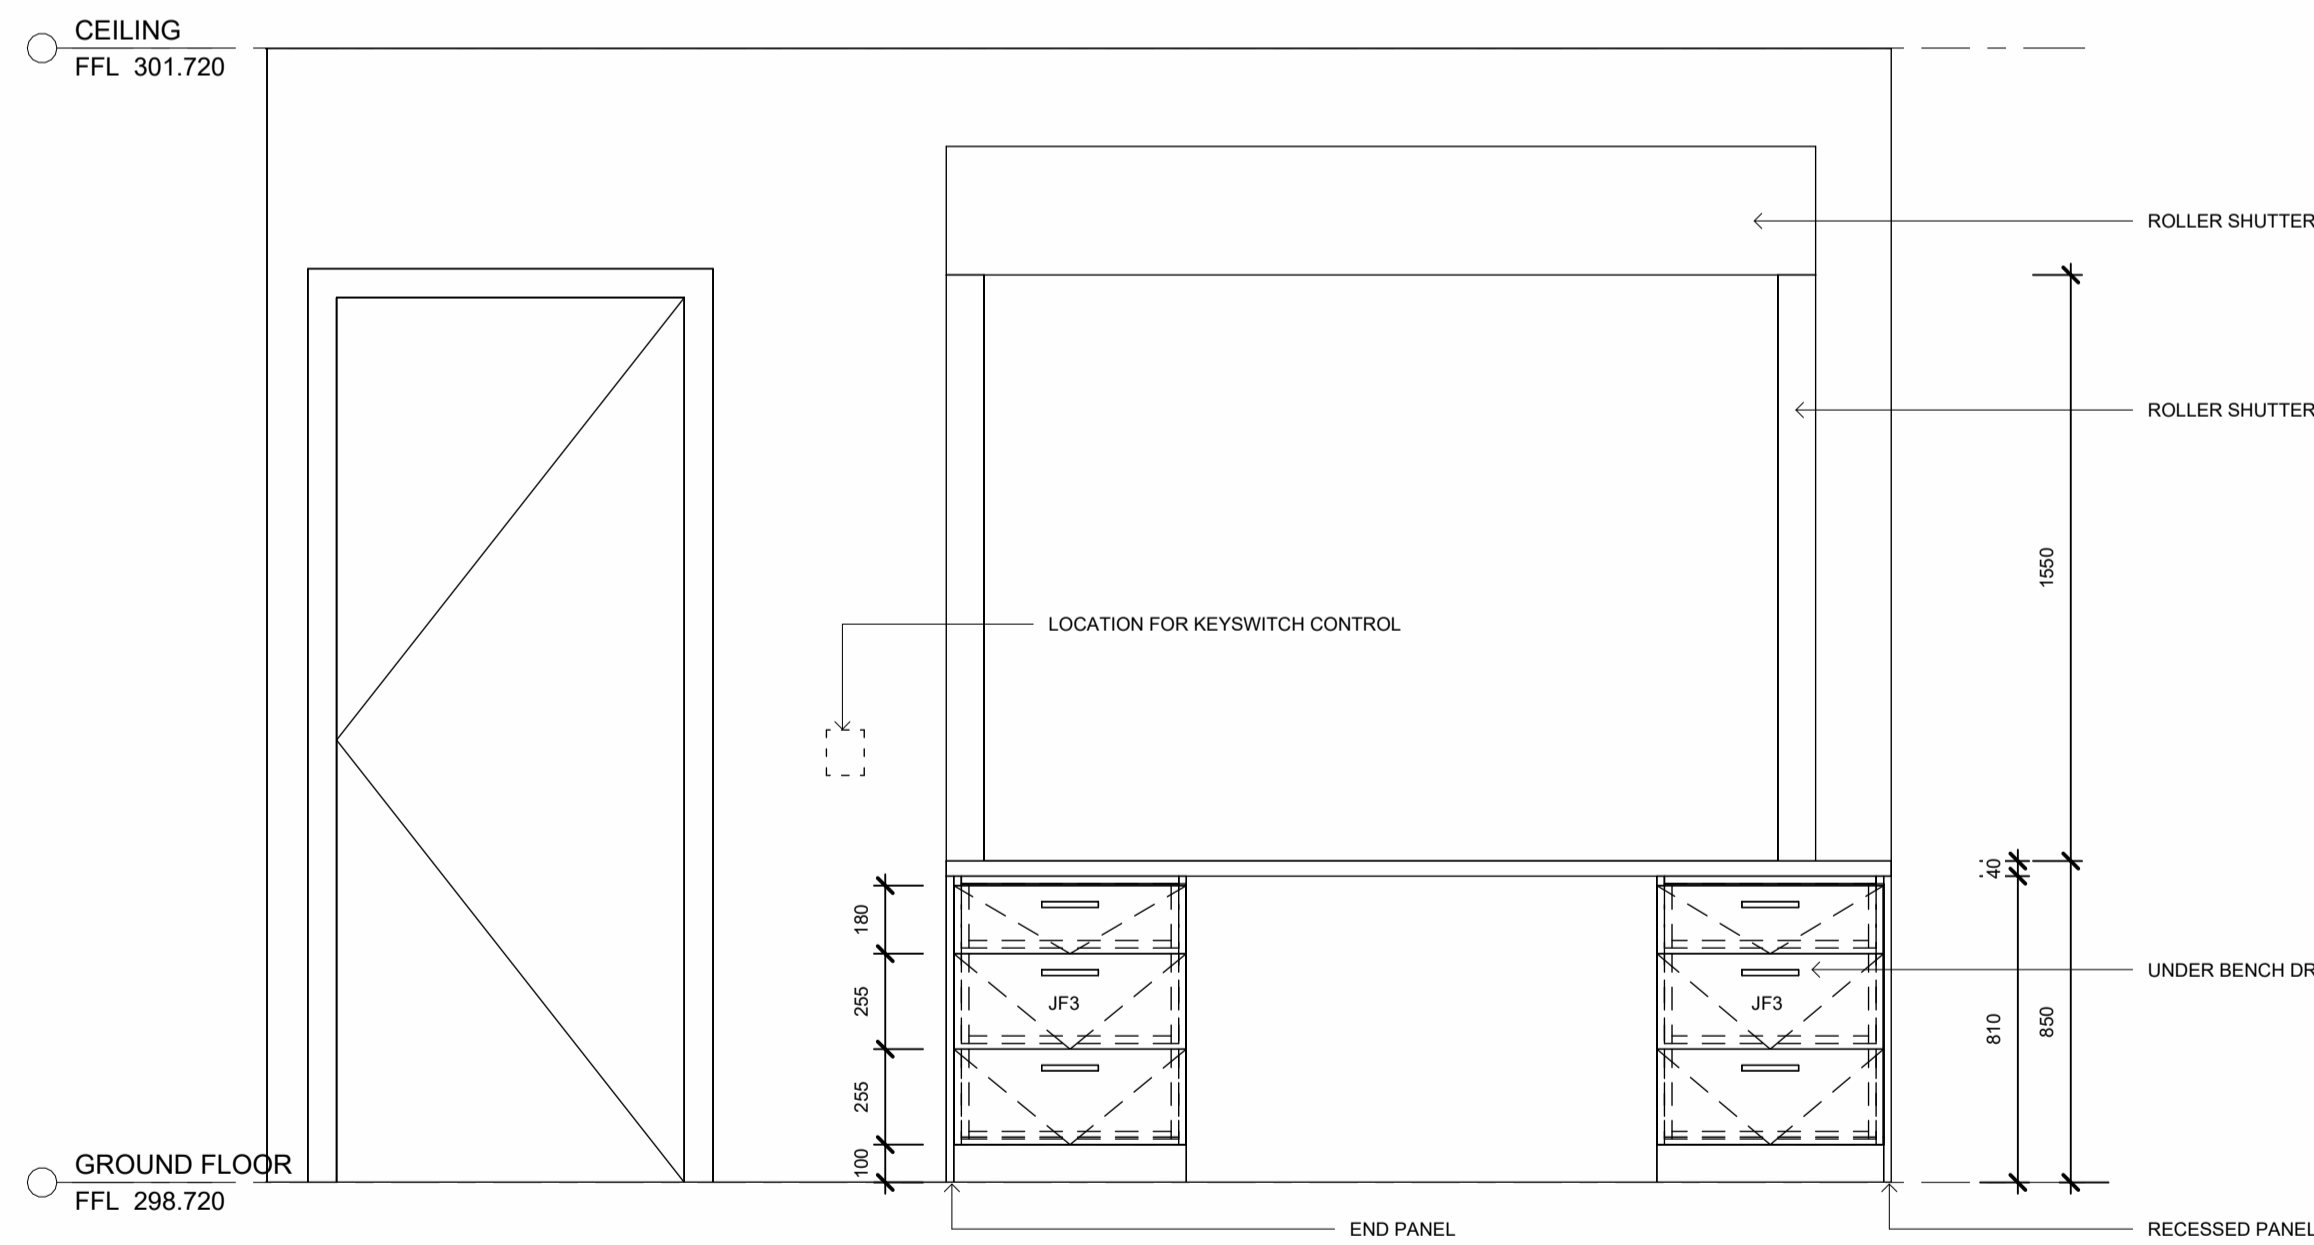 CEILING
FFL 301.720
ROLLER SHUTTER
ROLLER SHUTTER
1550
LOCATION FOR KEYSWITCH CONTROL
40
180
UNDER BENCH DR
255
JF3
JF3
810
850
255
100
GROUND FLOOR
FFL 298.720
END PANEL
RECESSED PANEL